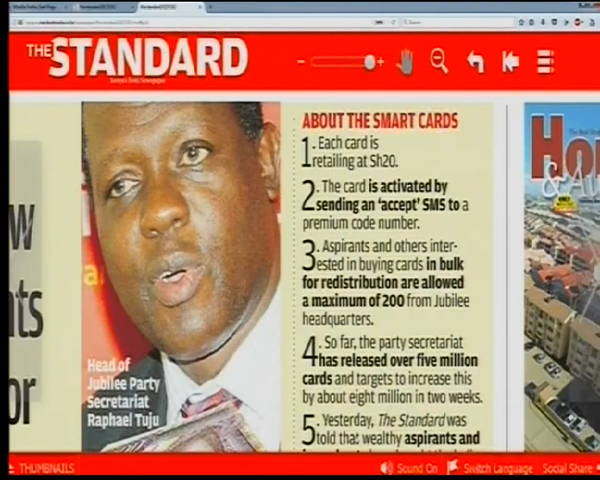 THE STANDARD
ABOUT THE SMART CARDS
1. Each card is
retailing at Sh20.
2. The card is activated by
sending an 'accept' SMS to a
premium code number.
3. Aspirants and others inter-
ested in buying cards in bulk
for redistribution are allowed
a maximum of 200 from Jubilee
headquarters.
4. So far, the party secretariat
has released over five million
cards and targets to increase this
by about eight million in two weeks.
5. Yesterday, The Standard was
told that wealthy aspirants and
Head of
Jubilee Party
Secretariat
Raphael Tuju
w
nts
or
Ho
& A
THUMBNAILS
Sound On
Switch Language
Social Share